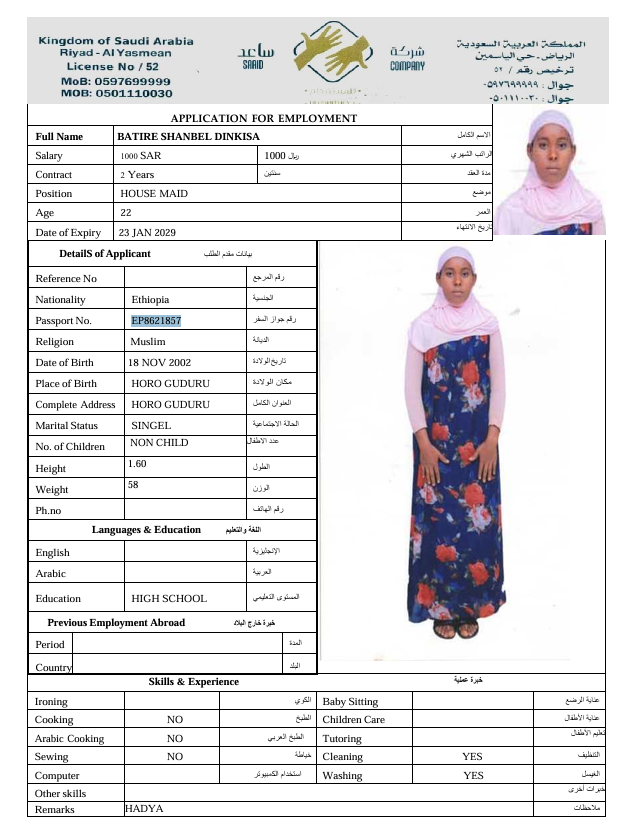 Kingdom of Saudi Arabia
Riyad - Al Yasmean
License No / 52
MoB: 0597699999
MOB: 0501110030
ساعد
SAAID
شركة
COMPANY
المملكة العربية السعودية
الرياض - حي الياسمين
ترخيص رقم / ٥٢
جوال : ٠٥٩٧٦٩٩٩٩٩
جوال : ٠٥٠١١١٠٠٣٠
APPLICATION FOR EMPLOYMENT
Full Name BATIRE SHANBEL DINKISA الاسم الكامل
Salary 1000 SAR 1000 ريال الراتب الشهري
Contract 2 Years سنتين مدة العقد
Position HOUSE MAID موضع
Age 22 العمر
Date of Expiry 23 JAN 2029 تاريخ الانتهاء
DetailS of Applicant بيانات مقدم الطلب
Reference No رقم المرجع
Nationality Ethiopia الجنسية
Passport No. EP8621857 رقم جواز السفر
Religion Muslim الديانة
Date of Birth 18 NOV 2002 تاريخ الولادة
Place of Birth HORO GUDURU مكان الولادة
Complete Address HORO GUDURU العنوان الكامل
Marital Status SINGEL الحالة الاجتماعية
No. of Children NON CHILD عدد الاطفال
Height 1.60 الطول
Weight 58 الوزن
Ph.no رقم الهاتف
Languages & Education اللغة والتعليم
English الإنجليزية
Arabic العربية
Education HIGH SCHOOL المستوى التعليمي
Previous Employment Abroad خبرة خارج البلاد
Period المدة
Country البلد
Skills & Experience خبرة عملية
Ironing الكوي Baby Sitting عناية الرضع
Cooking NO الطبخ Children Care عناية الأطفال
Arabic Cooking NO الطبخ العربي Tutoring تعليم الأطفال
Sewing NO خياطة Cleaning YES التنظيف
Computer استخدام الكمبيوتر Washing YES الغيسل
Other skills خبرات أخرى
Remarks HADYA ملاحظات